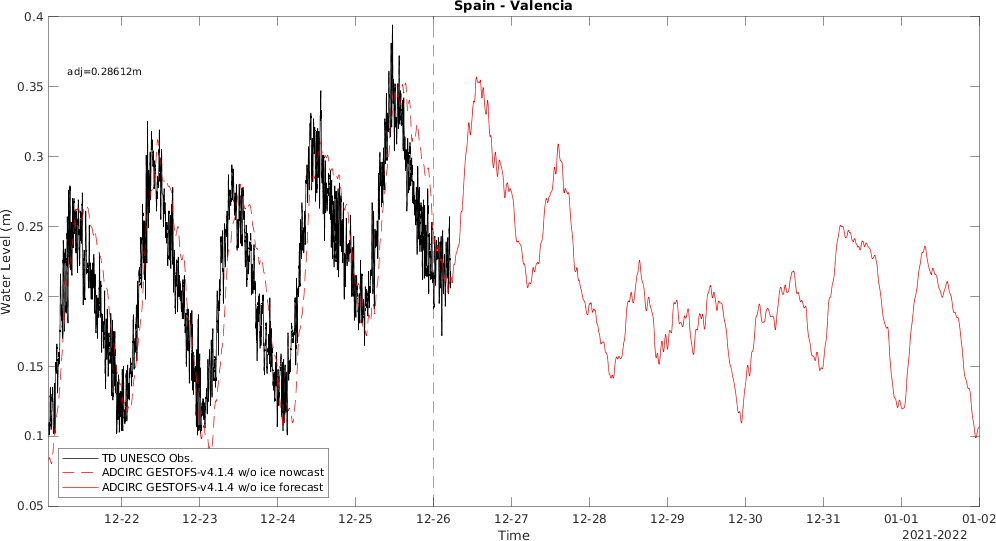 Spain - Valencia
adj=0.28612m
0.4
0.35
0.3
0.25
0.2
0.15
0.1
0.05
Water Level (m)
TD UNESCO Obs.
ADCIRC GESTOFS-v4.1.4 w/o ice nowcast
ADCIRC GESTOFS-v4.1.4 w/o ice forecast
12-22 12-23 12-24 12-25 12-26 12-27 12-28 12-29 12-30 12-31 01-01 01-02
Time
2021-2022